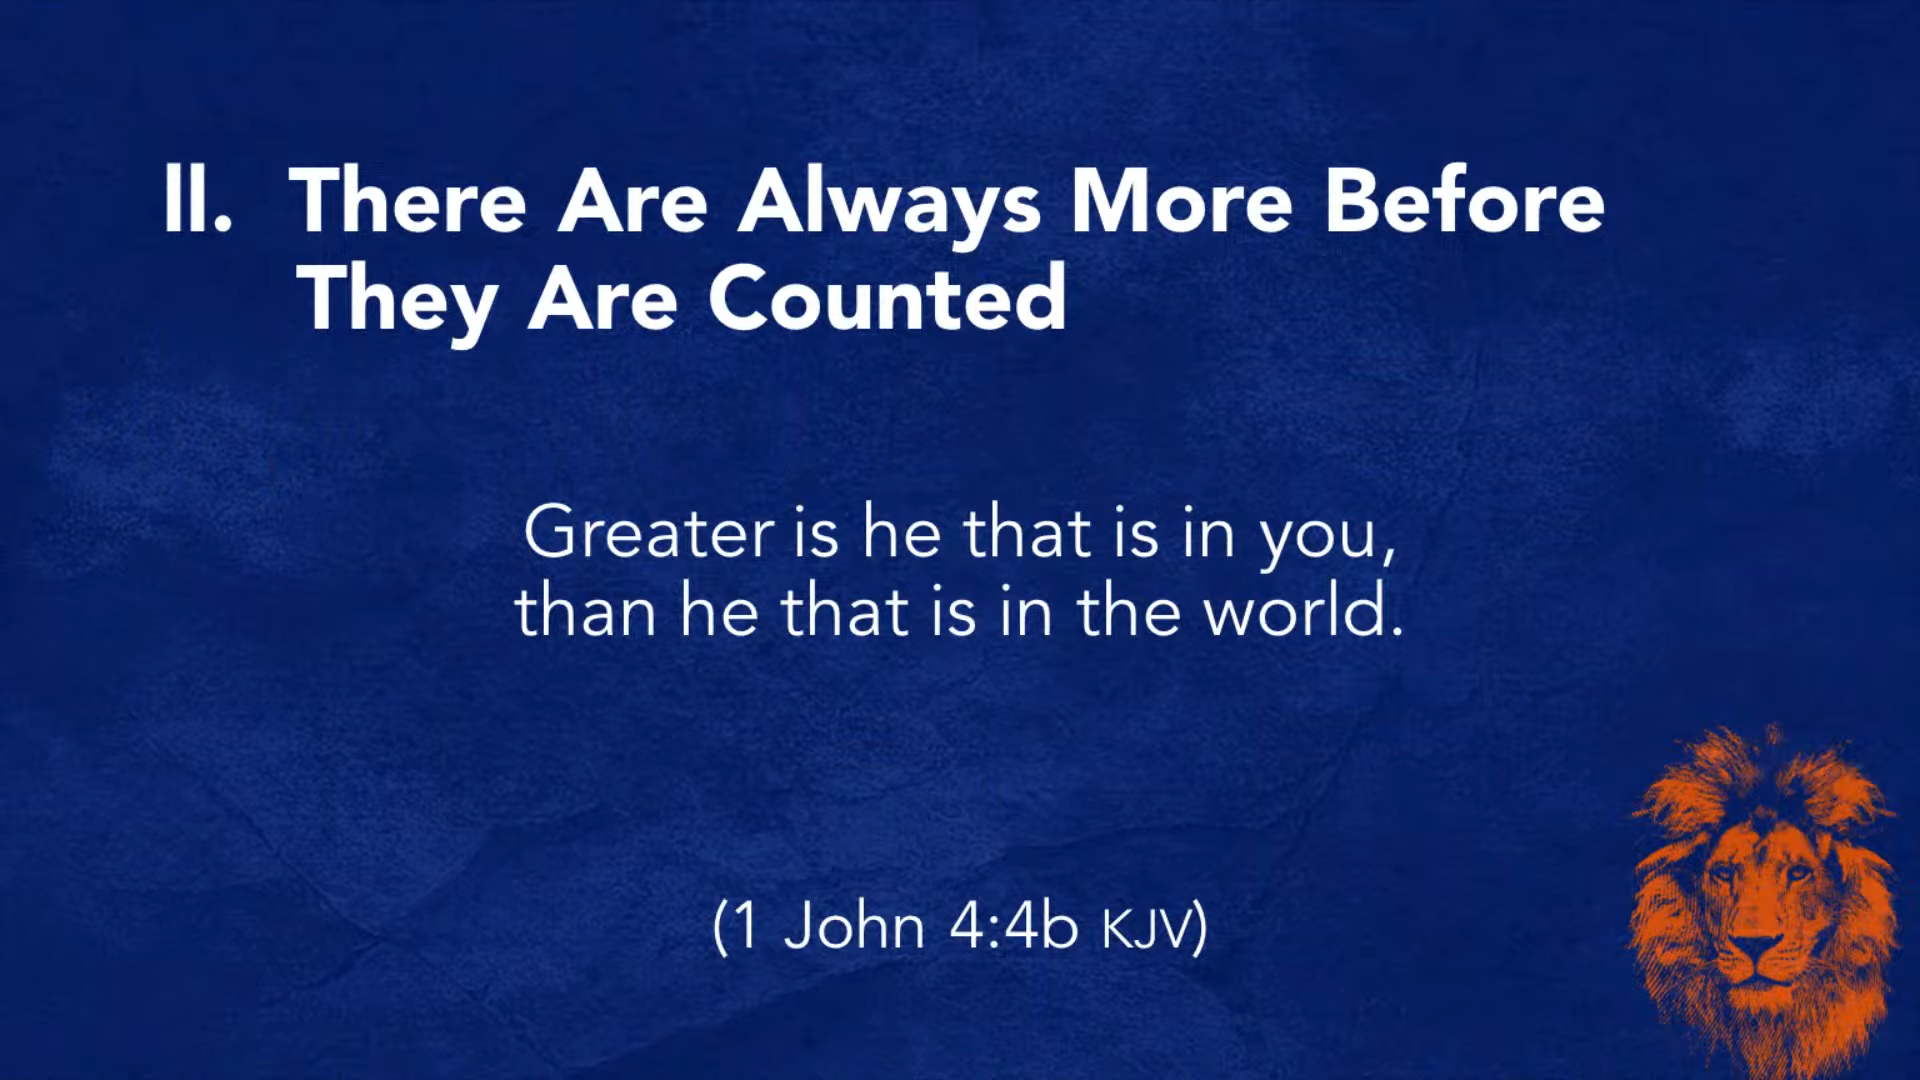 II. There Are Always More Before
They Are Counted
Greater is he that is in you,
than he that is in the world.
(1 John 4:4b KJV)